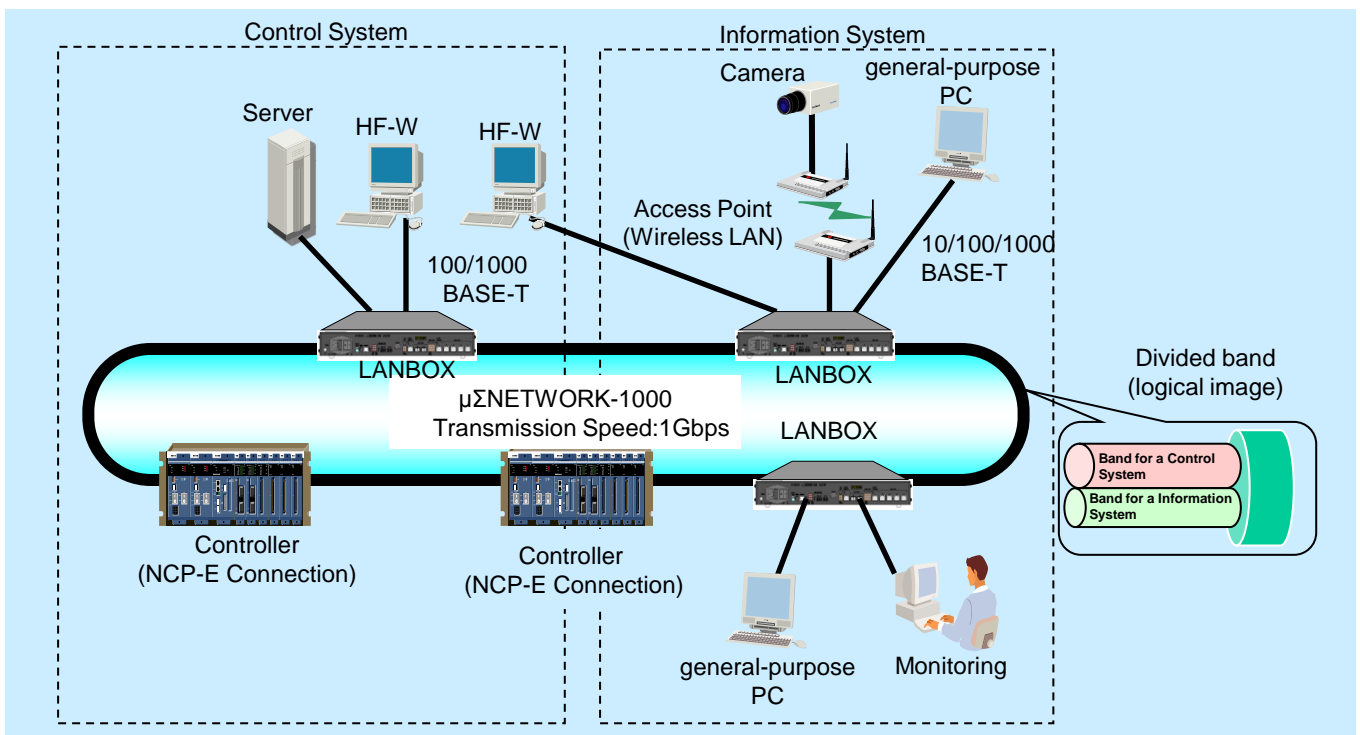 Control System
Information System
Camera
general-purpose
PC
Server
HF-W
HF-W
Access Point
(Wireless LAN)
100/1000
BASE-T
10/100/1000
BASE-T
LANBOX
LANBOX
μΣNETWORK-1000
Transmission Speed:1Gbps
LANBOX
Divided band
(logical image)
Band for a Control
System
Band for a Information
System
Controller
(NCP-E Connection)
Controller
(NCP-E Connection)
general-purpose
PC
Monitoring